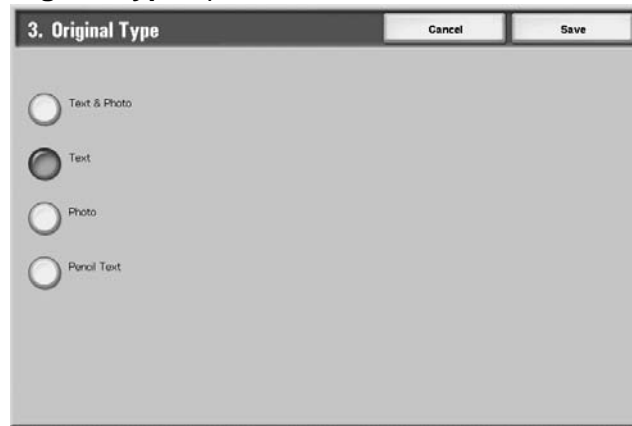 3. Original Type
Cancel
Save
Text & Photo
Text
Photo
Pencil Text